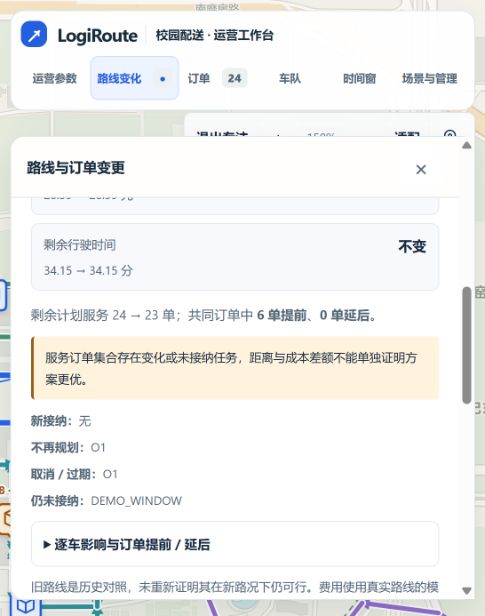 南鹿岛路
LogiRoute 校园配送 · 运营工作台
运营参数 路线变化 订单 24 车队 时间窗 场景与管理
路线与订单变更
剩余行驶时间 不变
34.15 → 34.15 分
剩余计划服务 24 → 23 单；共同订单中 6 单提前、0 单延后。
服务订单集合存在变化或未接纳任务，距离与成本差额不能单独证明方
案更优。
新接纳：无
不再规划：O1
取消 / 过期：O1
仍未接纳：DEMO_WINDOW
逐车影响与订单提前 / 延后
旧路线是历史对照，未重新证明其在新路况下仍可行。费用使用真实路线的模